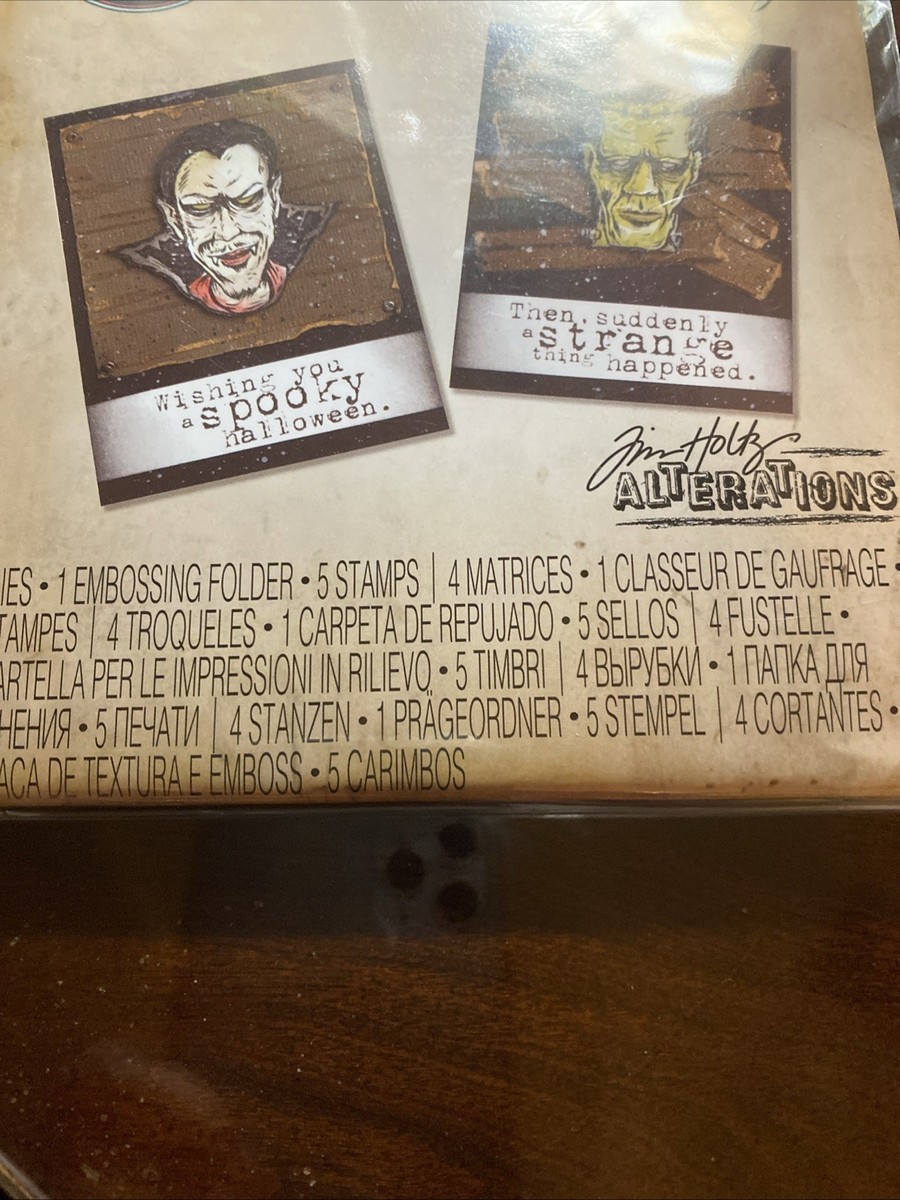 Wishing you
a spooky
halloween.
Then, suddenly
a strange
thing happened.
Tim Holtz
ALTERATIONS
IES • 1 EMBOSSING FOLDER • 5 STAMPS | 4 MATRICES • 1 CLASSEUR DE GAUFRAGE •
TAMPES | 4 TROQUELES • 1 CARPETA DE REPUJADO • 5 SELLOS | 4 FUSTELLE •
ARTELLA PER LE IMPRESSIONI IN RILIEVO • 5 TIMBRI | 4 ВЫРУБКИ • 1 ПАПКА ДЛЯ
НЕНИЯ • 5 ПЕЧАТИ | 4 STANZEN • 1 PRÄGEORDNER • 5 STEMPEL | 4 CORTANTES •
ACA DE TEXTURA E EMBOSS • 5 CARIMBOS